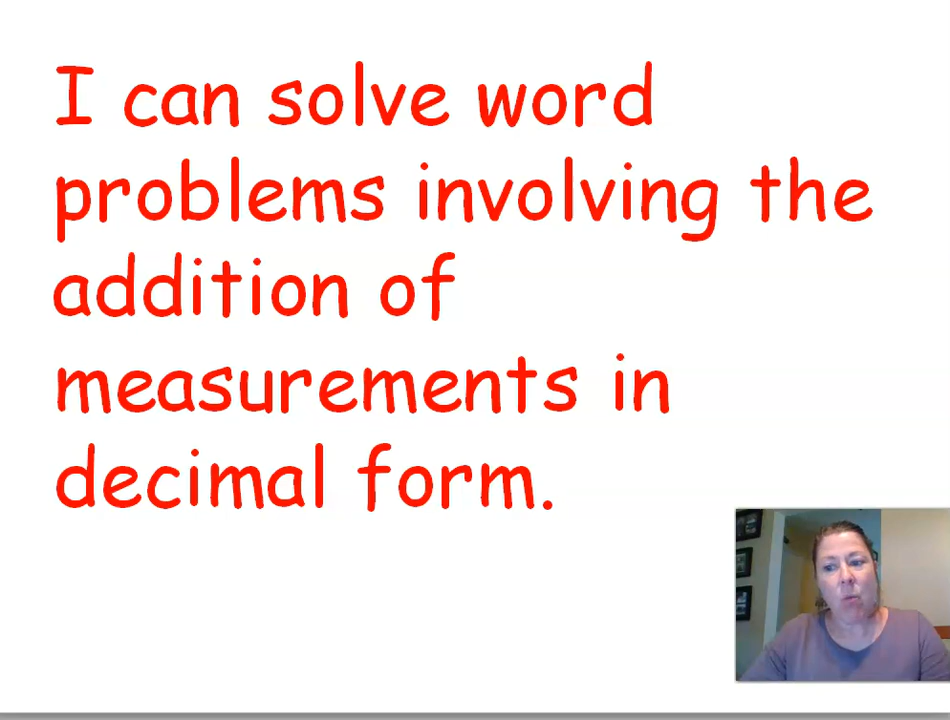 I can solve word
problems involving the
addition of
measurements in
decimal form.